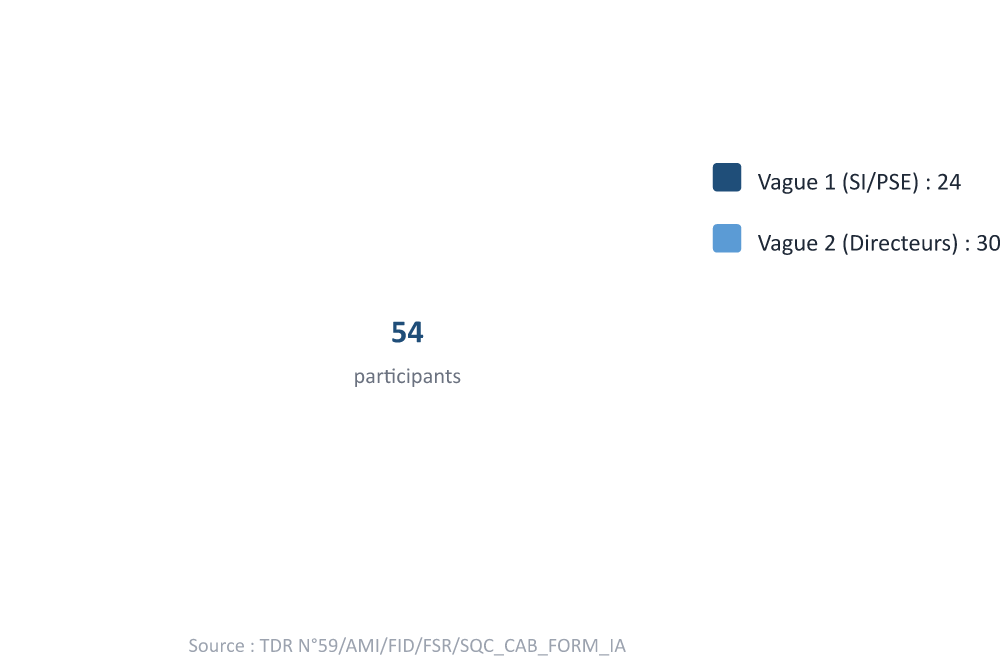 Vague 1 (SI/PSE) : 24
Vague 2 (Directeurs) : 30
54
participants
Source : TDR N°59/AMI/FID/FSR/SQC_CAB_FORM_IA